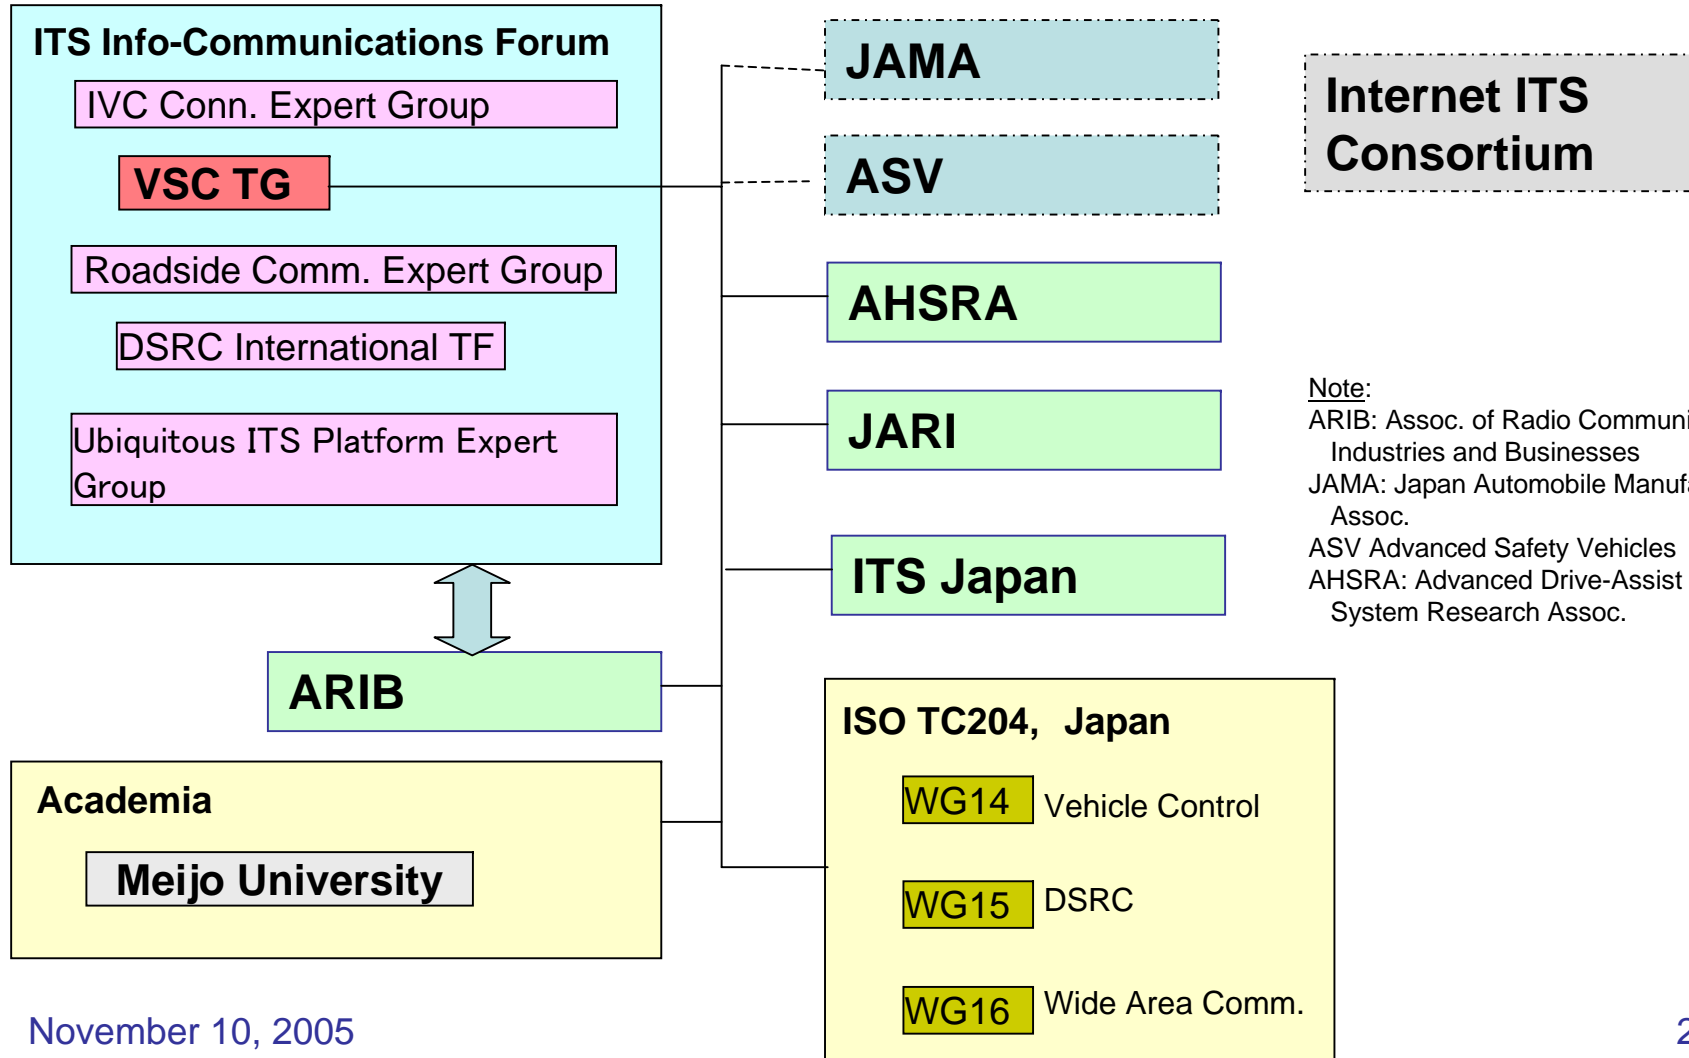 ITS Info-Communications Forum
IVC Conn. Expert Group
VSC TG
Roadside Comm. Expert Group
DSRC International TF
Ubiquitous ITS Platform Expert
Group
ARIB
Academia
Meijo University
JAMA
ASV
AHSRA
JARI
ITS Japan
ISO TC204, Japan
WG14 Vehicle Control
WG15 DSRC
WG16 Wide Area Comm.
Internet ITS
Consortium
Note:
ARIB: Assoc. of Radio
Industries and Businesses
JAMA: Japan Automobile
Assoc.
ASV Advanced Safety Vehicles
AHSRA: Advanced Drive-Assist
System Research Assoc.
November 10, 2005